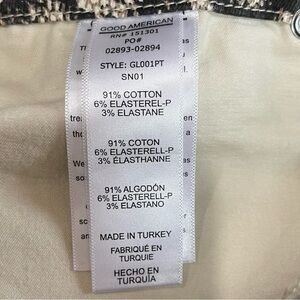 GOOD AMERICAN
RN# 151301
PO#
02893-02894
STYLE: GL001PT
SN01
91% COTTON
6% ELASTERELL-P
3% ELASTANE
91% COTON
6% ELASTERELL-P
3% ÉLASTHANNE
91% ALGODÓN
6% ELASTERELL-P
3% ELASTANO
MADE IN TURKEY
FABRIQUÉ EN
TURQUIE
HECHO EN
TURQUÍA